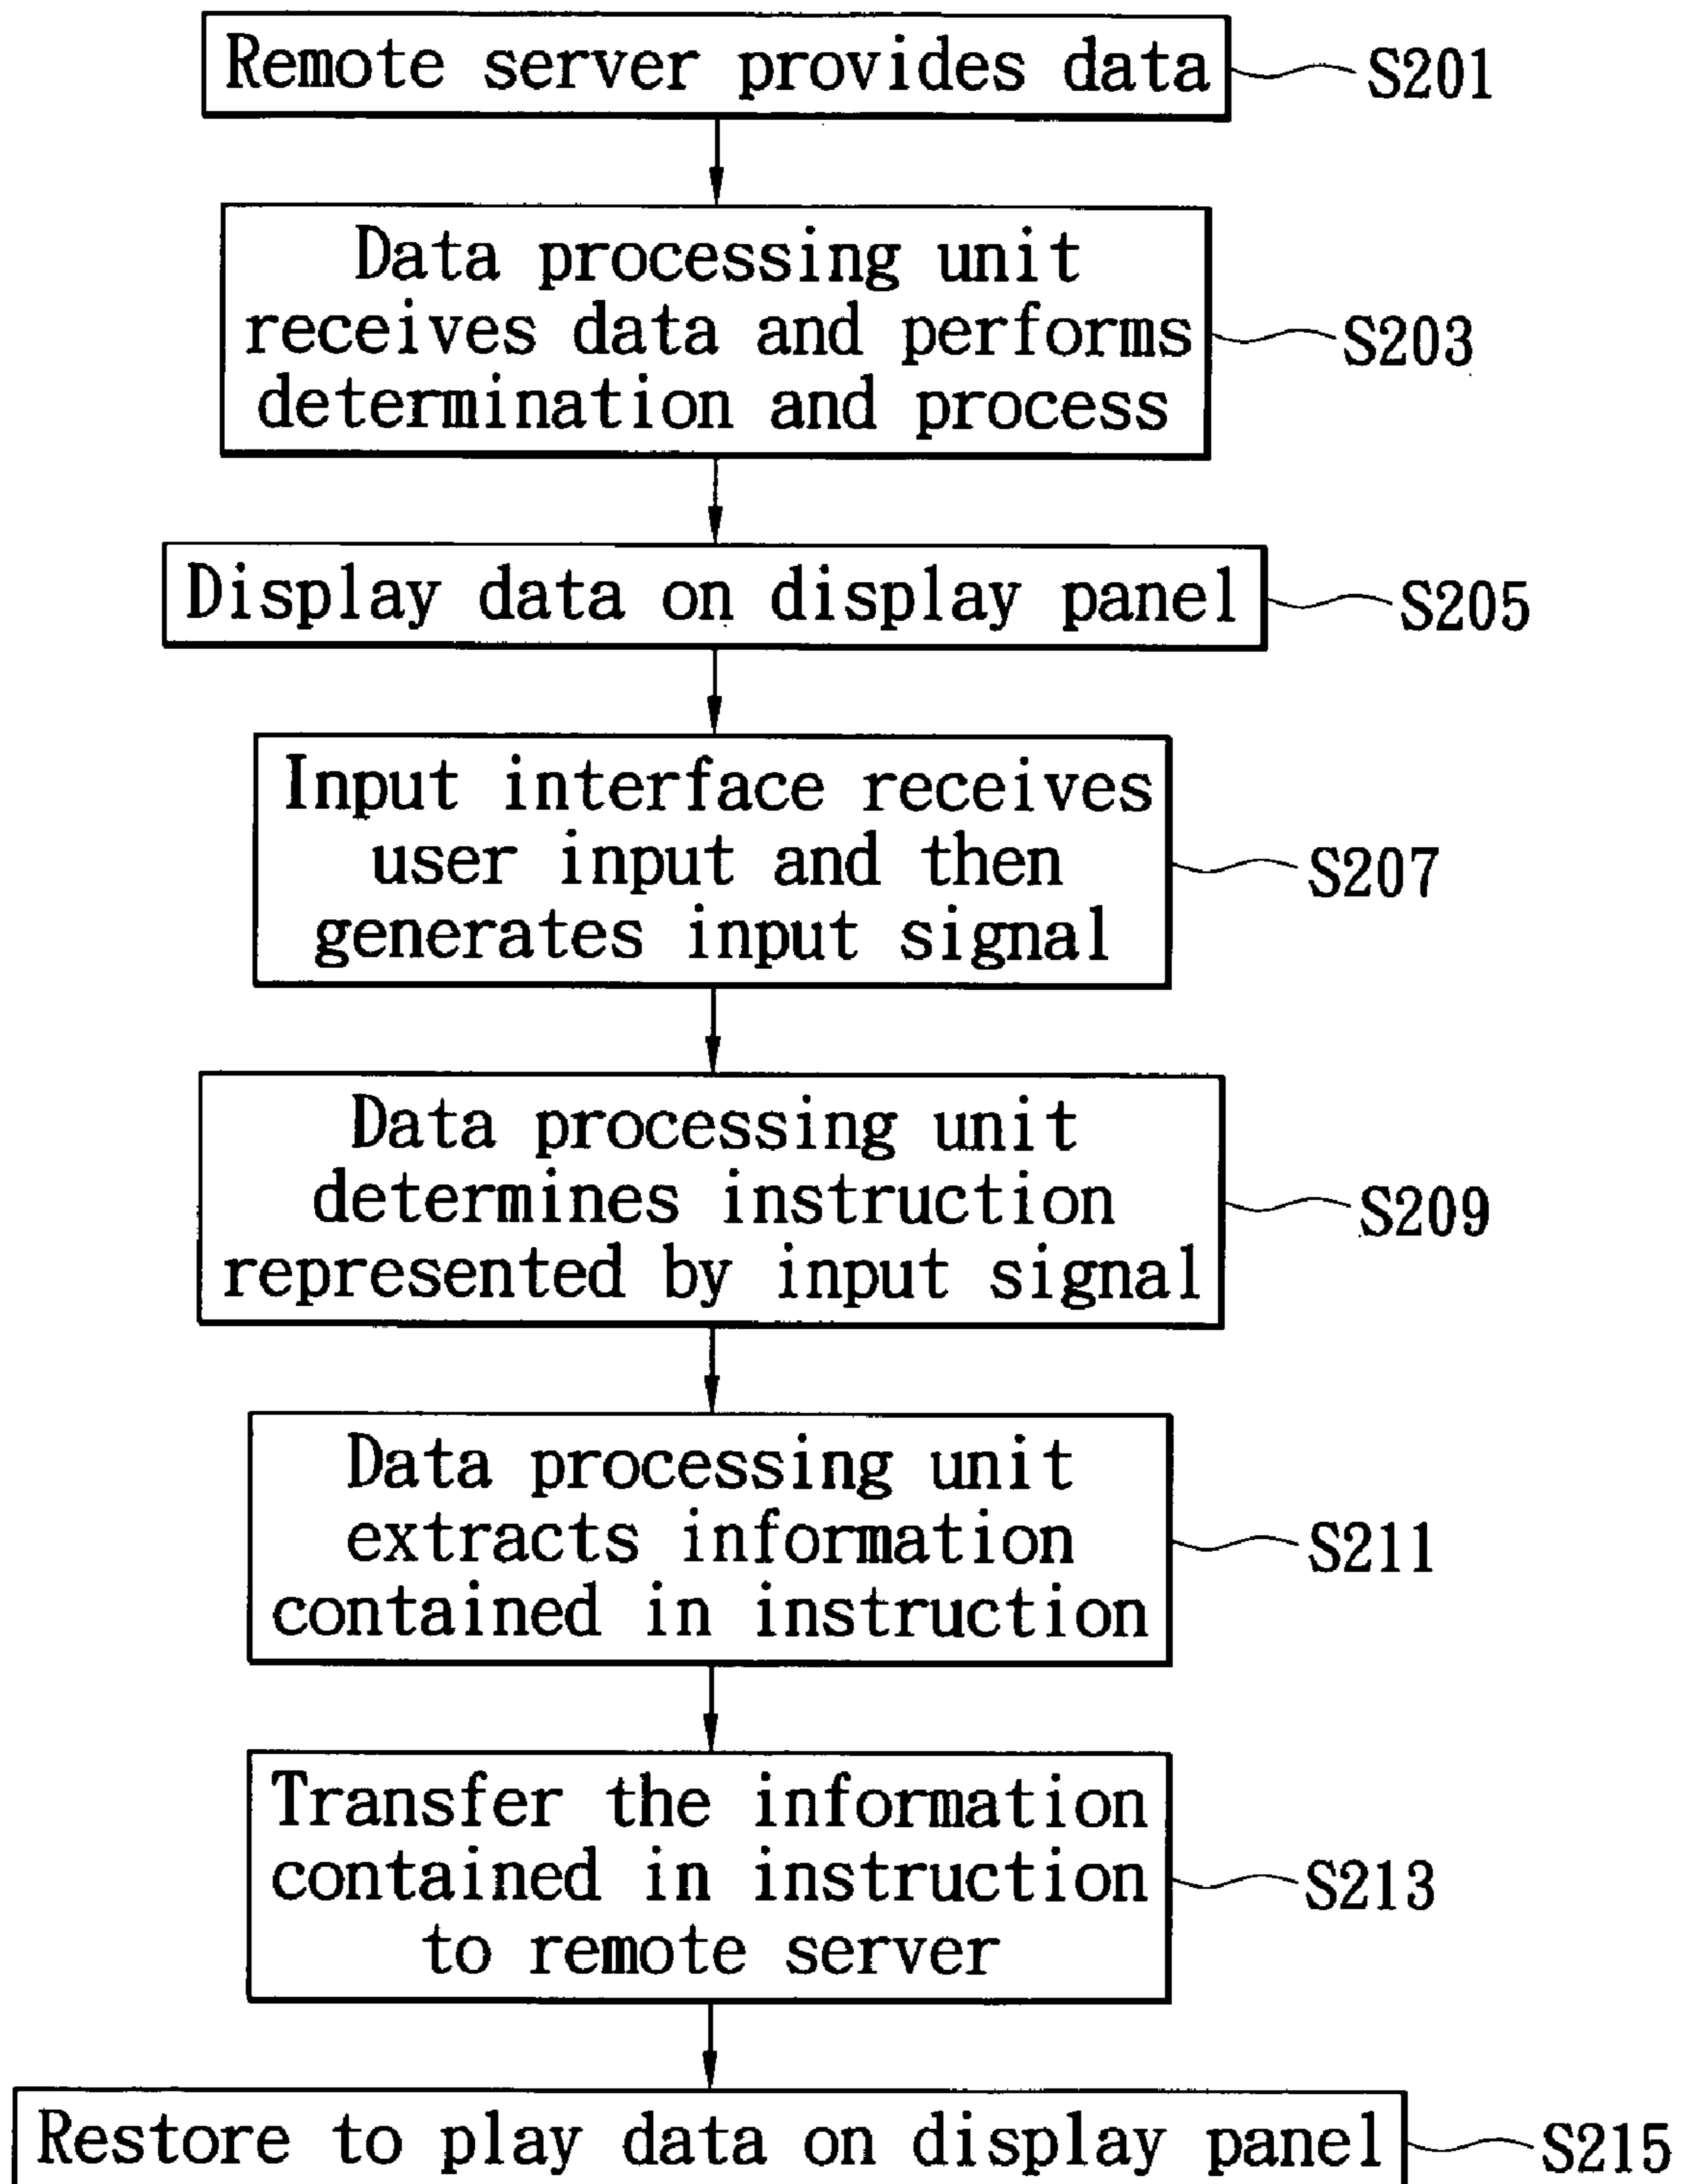 Remote server provides data
S201
Data processing unit
receives data and performs
determination and process
S203
Display data on display panel
S205
Input interface receives
user input and then
generates input signal
S207
Data processing unit
determines instruction
represented by input signal
S209
Data processing unit
extracts information
contained in instruction
S211
Transfer the information
contained in instruction
to remote server
S213
Restore to play data on display panel
S215